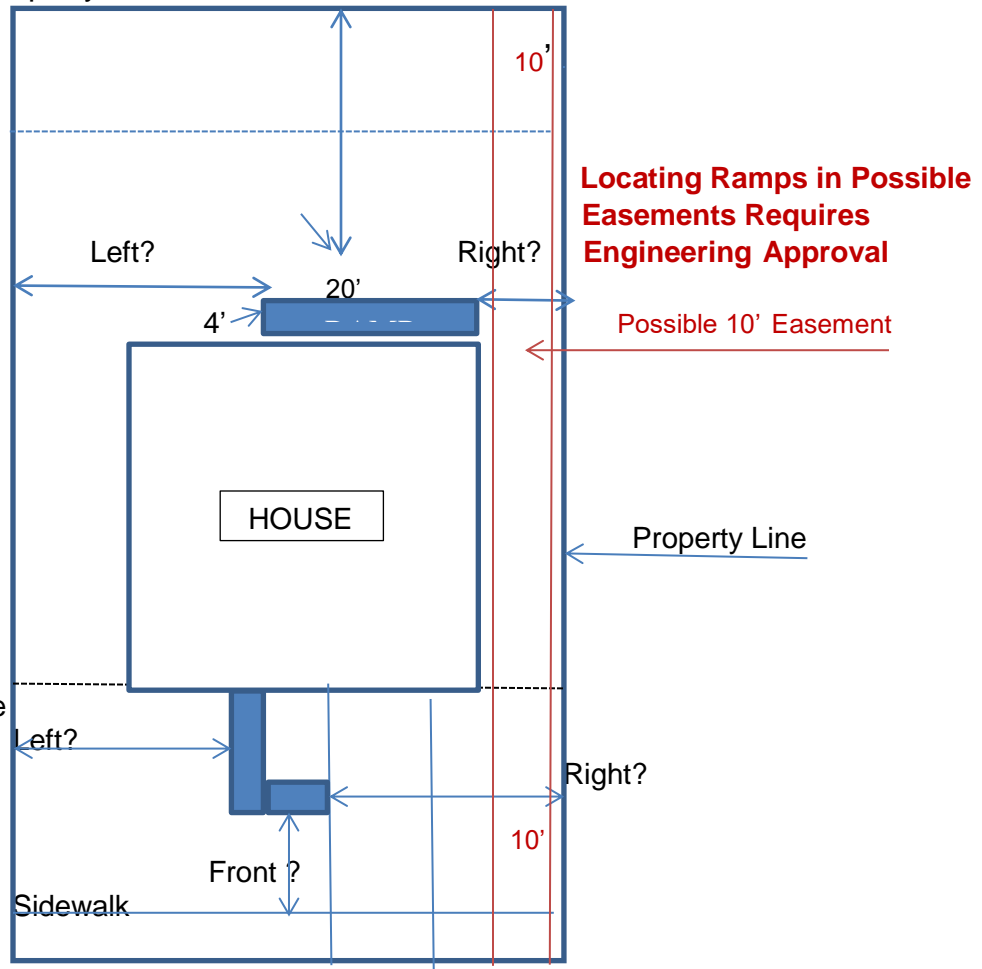 10’
Locating Ramps in Possible
Easements Requires
Engineering Approval
Left?
Right?
20’
4’
Possible 10’ Easement
HOUSE
Property Line
Left?
Right?
10’
Front ?
Sidewalk